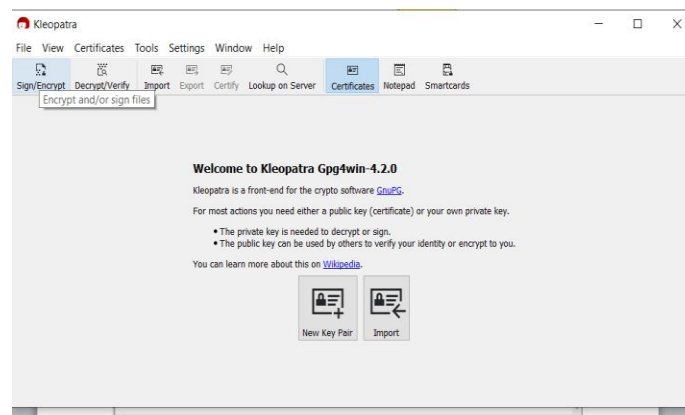 Kleopatra
File View Certificates Tools Settings Window Help
Sign/Encrypt Decrypt/Verify Import Export Certify Lookup on Server Certificates Notepad Smartcards
Encrypt and/or sign files
Welcome to Kleopatra Gpg4win-4.2.0
Kleopatra is a front-end for the crypto software GnuPG.
For most actions you need either a public key (certificate) or your own private key.
• The private key is needed to decrypt or sign.
• The public key can be used by others to verify your identity or encrypt to you.
You can learn more about this on Wikipedia.
New Key Pair Import